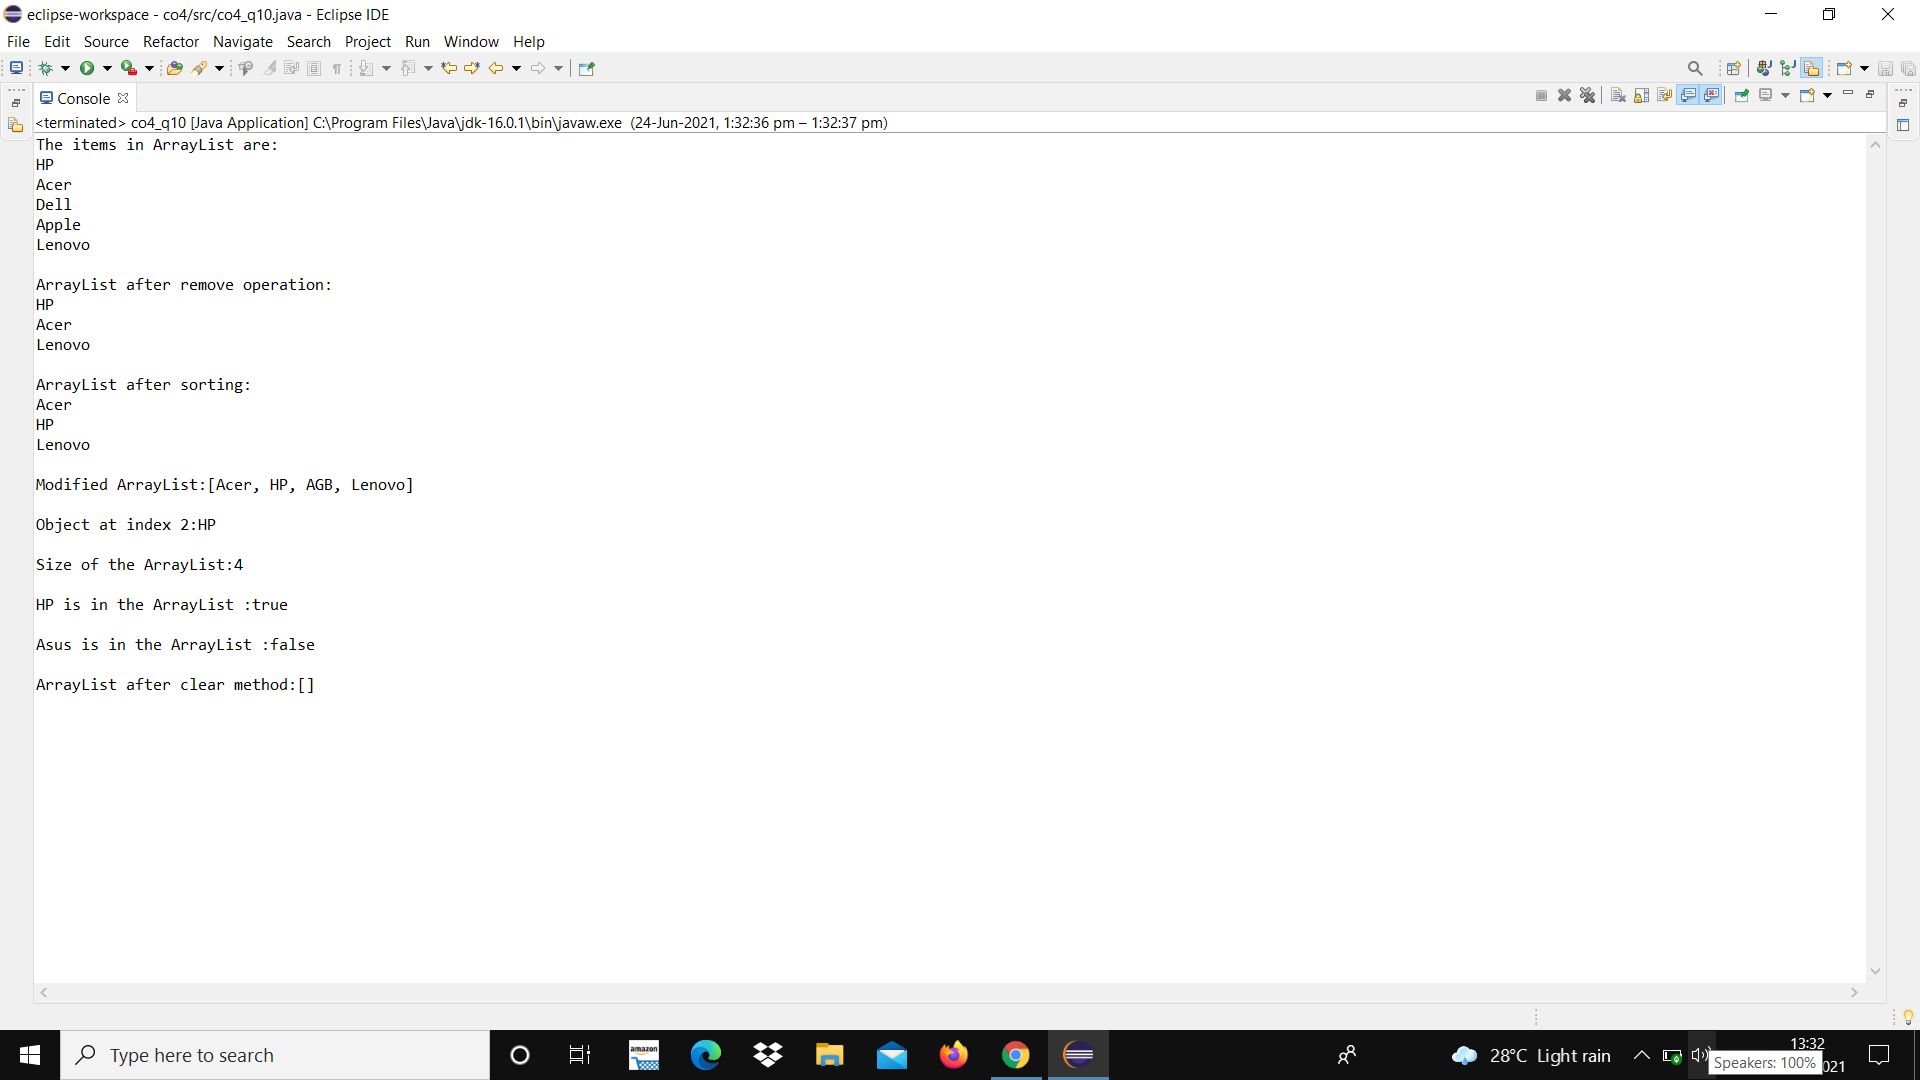 eclipse-workspace - co4/src/co4_q10.java - Eclipse IDE
File Edit Source Refactor Navigate Search Project Run Window Help
Console
<terminated> co4_q10 [Java Application] C:\Program Files\Java\jdk-16.0.1\bin\javaw.exe (24-Jun-2021, 1:32:36 pm – 1:32:37 pm)
The items in ArrayList are:
HP
Acer
Dell
Apple
Lenovo
ArrayList after remove operation:
HP
Acer
Lenovo
ArrayList after sorting:
Acer
HP
Lenovo
Modified ArrayList:[Acer, HP, AGB, Lenovo]
Object at index 2:HP
Size of the ArrayList:4
HP is in the ArrayList :true
Asus is in the ArrayList :false
ArrayList after clear method:[]
Type here to search
amazon
28°C Light rain
13:32
Speakers: 100%
021